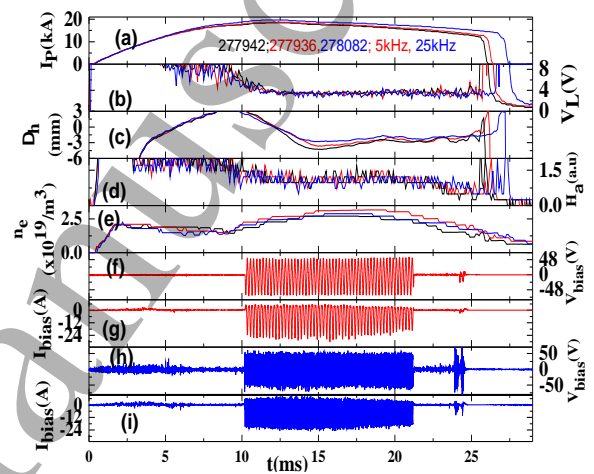 20
10
0
I_P(kA)
(a)
277942;277936,278082; 5kHz, 25kHz
(b)
8
4
0
V_L(V)
3
0
-3
-6
D_h (mm)
(c)
(d)
1.5
0.0
H_a(a.u)
n_e (x10^19/m^3)
2.5
0.0
(e)
(f)
48
0
-48
V_bias(V)
I_bias(A)
0
-12
-24
(g)
(h)
50
0
-50
V_bias(V)
I_bias(A)
0
-12
-24
(i)
0 5 10 15 20 25
t(ms)